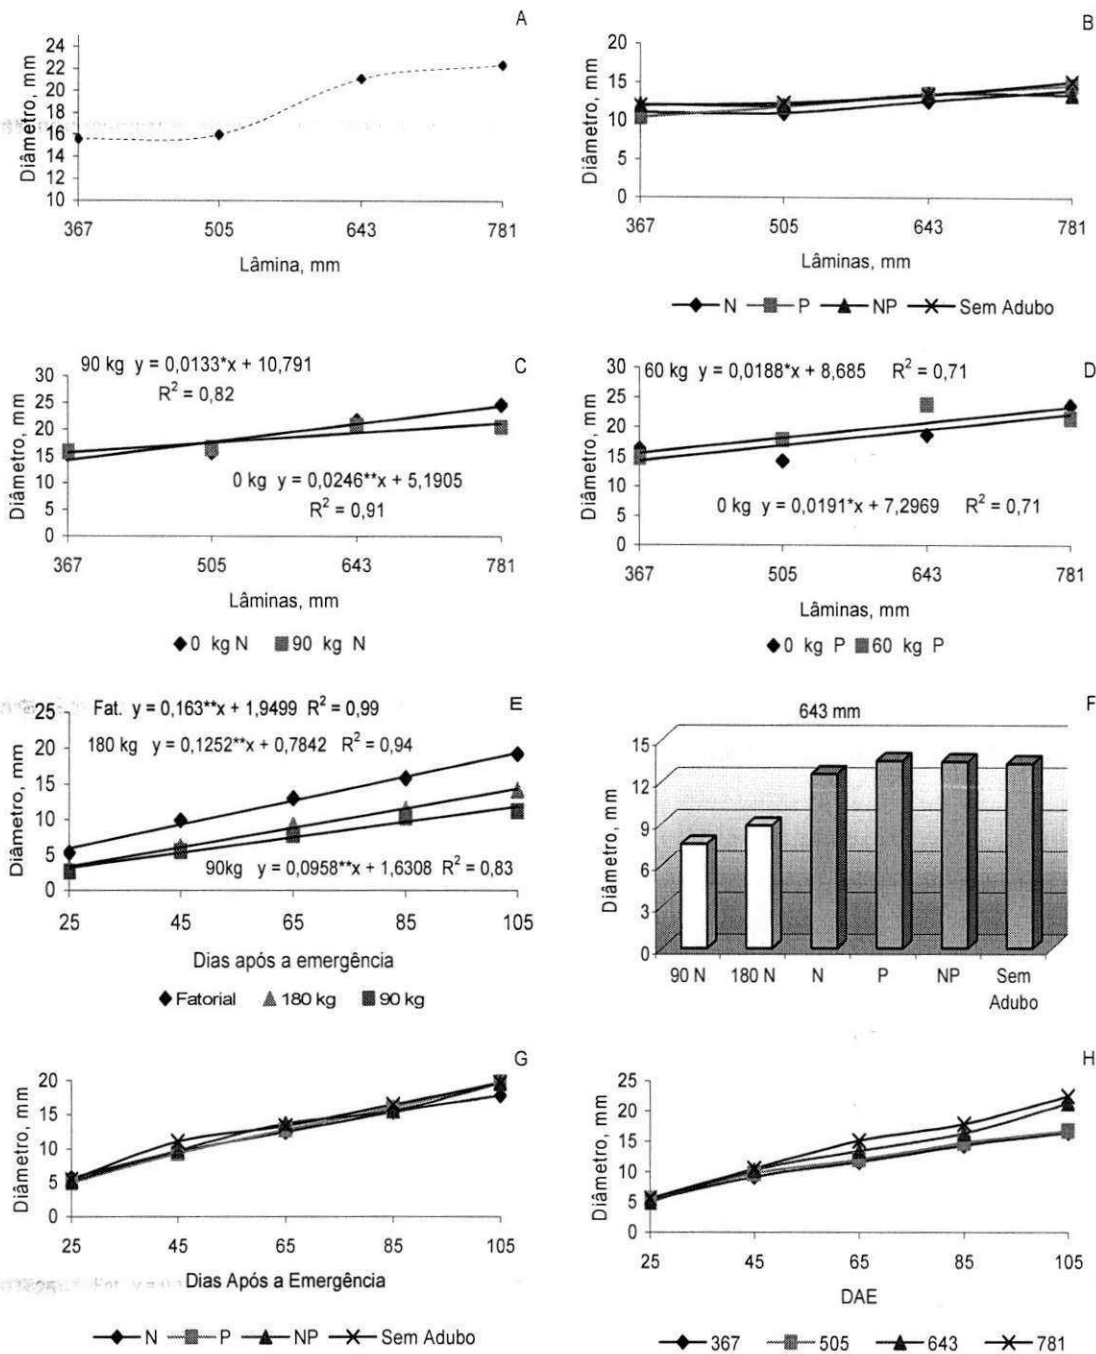 A
24
22
20
18
16
14
12
10
Diâmetro, mm
367 505 643 781
Lâmina, mm
B
20
15
10
5
0
Diâmetro, mm
367 505 643 781
Láminas, mm
N P NP Sem Adubo
C
90 kg y = 0,0133*x + 10,791
R² = 0,82
30
25
20
15
10
5
0
Diâmetro, mm
0 kg y = 0,0246**x + 5,1905
R² = 0,91
367 505 643 781
Lâminas, mm
0 kg N 90 kg N
D
60 kg y = 0,0188*x + 8,685 R² = 0,71
30
25
20
15
10
5
0
Diâmetro, mm
0 kg y = 0,0191*x + 7,2969 R² = 0,71
367 505 643 781
Lâminas, mm
0 kg P 60 kg P
E
Fat. y = 0,163**x + 1,9499 R² = 0,99
180 kg y = 0,1252**x + 0,7842 R² = 0,94
25
20
15
10
5
0
Diâmetro, mm
90kg y = 0,0958**x + 1,6308 R² = 0,83
25 45 65 85 105
Dias após a emergência
Fatorial 180 kg 90 kg
F
643 mm
15
12
9
6
3
0
Diâmetro, mm
90 N 180 N N P NP Sem
Adubo
G
20
15
10
5
0
Diâmetro, mm
25 45 65 85 105
Dias Após a Emergência
N P NP Sem Adubo
H
25
20
15
10
5
0
Diâmetro, mm
25 45 65 85 105
DAE
367 505 643 781